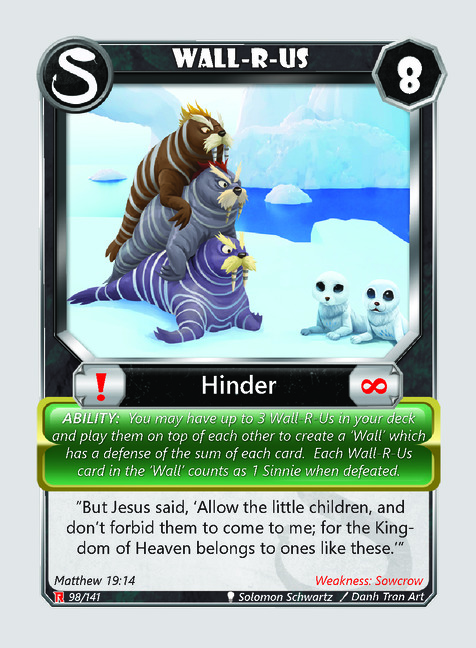 S WALL-R-US 8
! Hinder ∞
ABILITY: You may have up to 3 Wall-R-Us in your deck
and play them on top of each other to create a ‘Wall’ which
has a defense of the sum of each card. Each Wall-R-Us
card in the ‘Wall’ counts as 1 Sinnie when defeated.
"But Jesus said, ‘Allow the little children, and
don’t forbid them to come to me; for the King-
dom of Heaven belongs to ones like these.’"
Matthew 19:14 Weakness: Sowcrow
R 98/141 Solomon Schwartz / Danh Tran Art